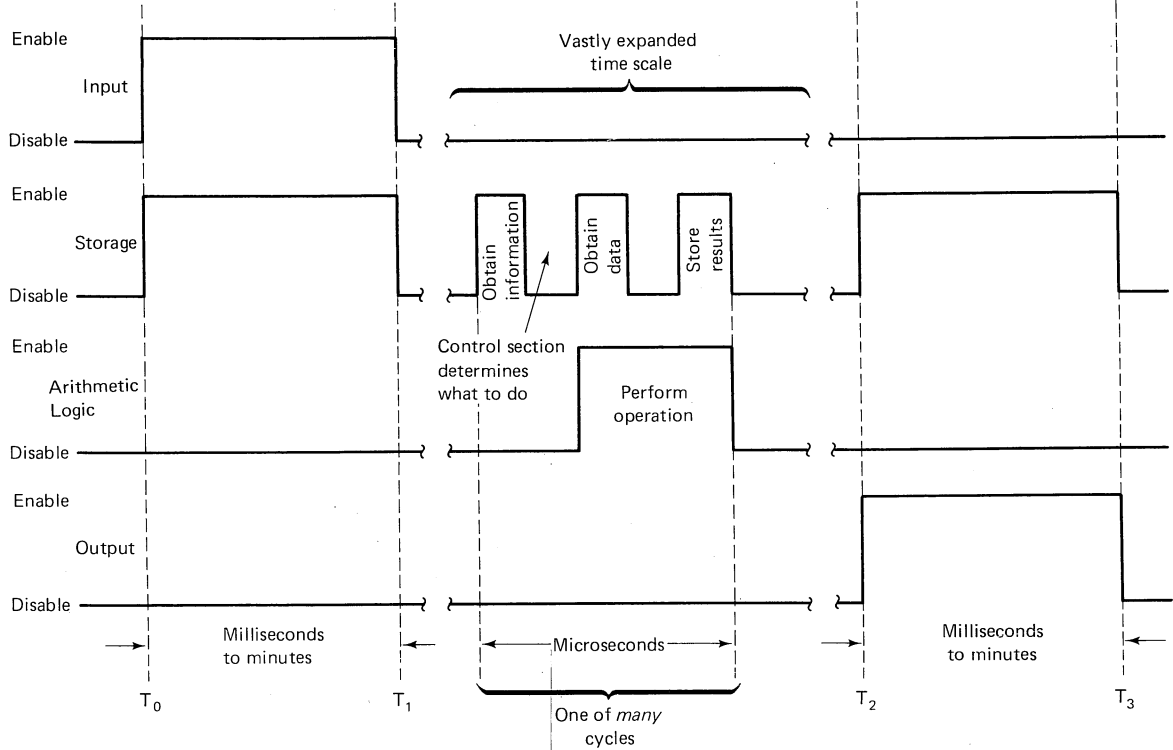 Enable
Input
Disable
Vastly expanded
time scale
Enable
Storage
Disable
Obtain
information
Obtain
data
Store
results
Control section
determines
what to do
Enable
Arithmetic
Logic
Disable
Perform
operation
Enable
Output
Disable
Milliseconds
to minutes
Microseconds
Milliseconds
to minutes
T0
T1
One of many
cycles
T2
T3